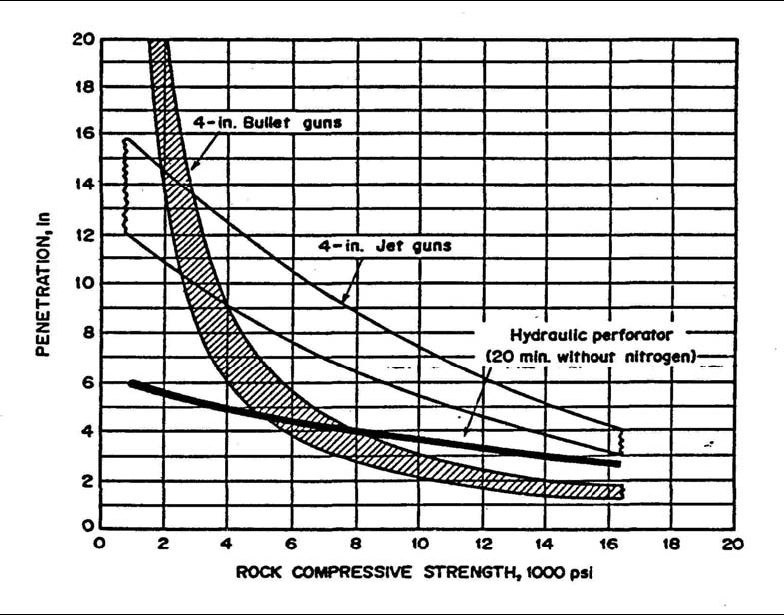 20
18
16
14
12
10
8
6
4
2
0
PENETRATION, in
4-in. Bullet guns
4-in. Jet guns
Hydraulic perforator
(20 min. without nitrogen)
0 2 4 6 8 10 12 14 16 18 20
ROCK COMPRESSIVE STRENGTH, 1000 psi